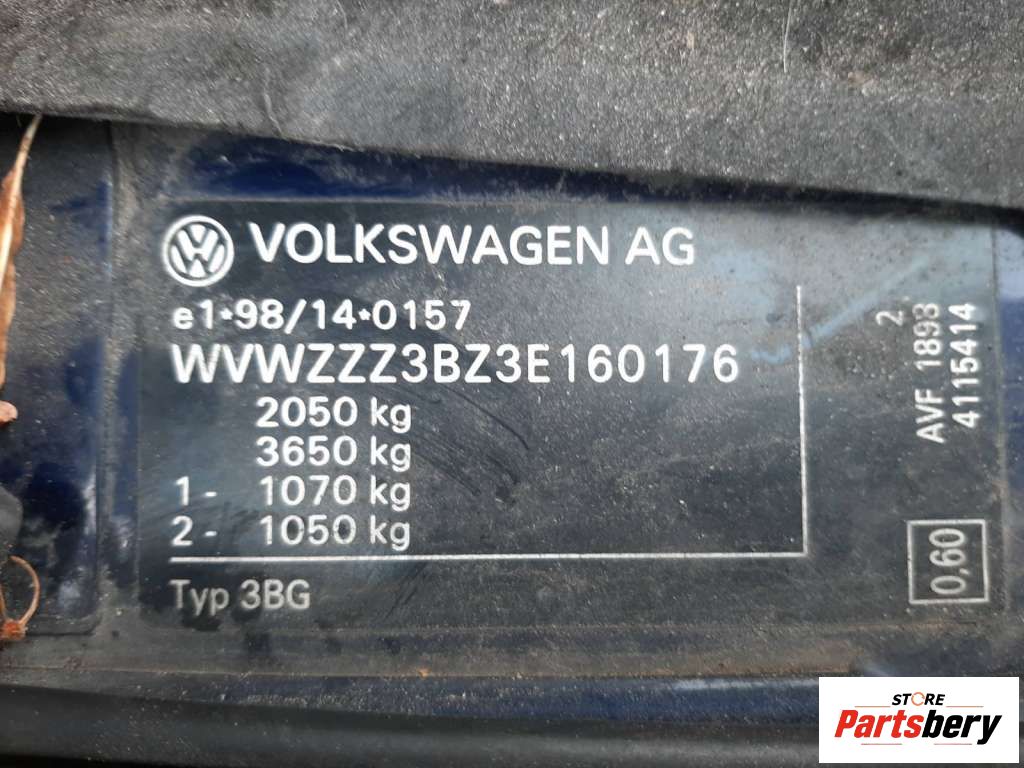 VOLKSWAGEN AG
e1*98/14*0157
WVWZZZ3BZ3E160176
2050 kg
3650 kg
1 - 1070 kg
2 - 1050 kg
Typ 3BG
2
AVF 1898
4115414
0,60
STORE
Partsbery